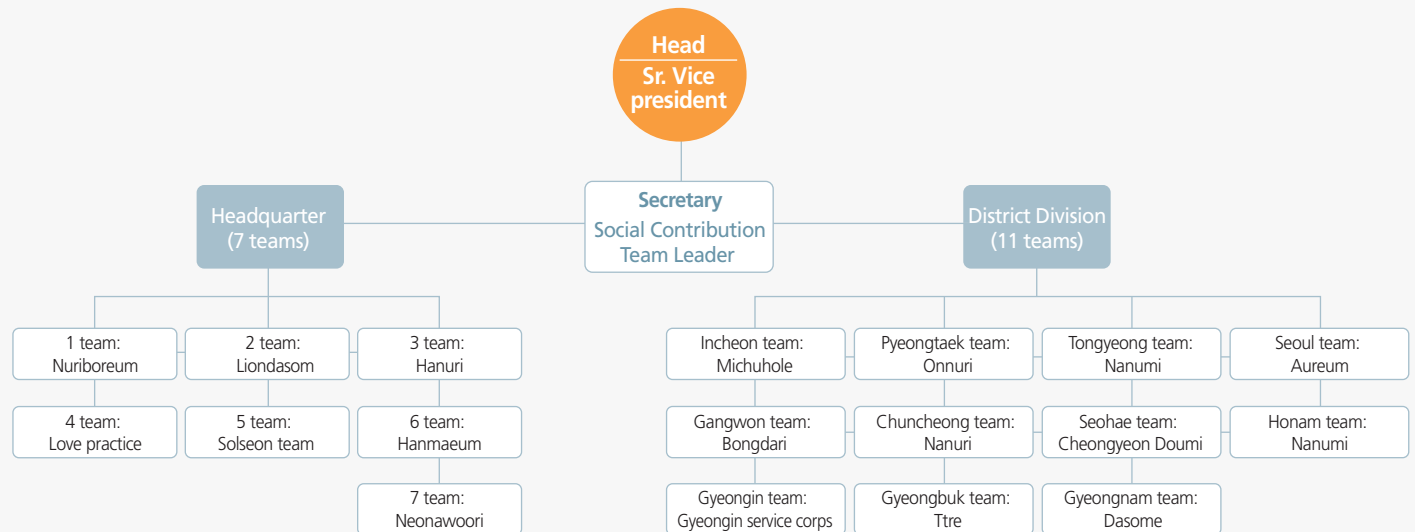 Head
Sr. Vice
president
Headquarter
(7 teams)
Secretary
Social Contribution
Team Leader
District Division
(11 teams)
1 team:
Nuriboreum
2 team:
Liondasom
3 team:
Hanuri
4 team:
Love practice
5 team:
Solseon team
6 team:
Hanmaeum
7 team:
Neonawoori
Incheon team:
Michuhole
Pyeongtaek team:
Onnuri
Tongyeong team:
Nanumi
Seoul team:
Aureum
Gangwon team:
Bongdari
Chuncheong team:
Nanuri
Seohae team:
Cheongyeon Doumi
Honam team:
Nanumi
Gyeongin team:
Gyeongin service corps
Gyeongbuk team:
Ttre
Gyeongnam team:
Dasome